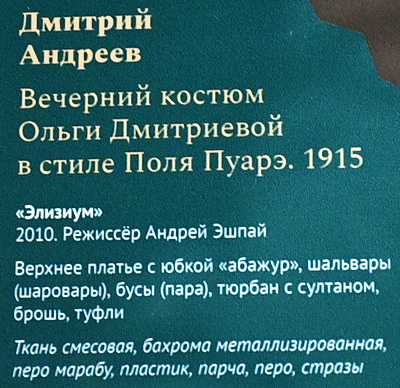 Дмитрий
Андреев
Вечерний костюм
Ольги Дмитриевой
в стиле Поля Пуарэ. 1915
«Элизиум»
2010. Режиссёр Андрей Эшпай
Верхнее платье с юбкой «абажур», шальвары
(шаровары), бусы (пара), тюрбан с султаном,
брошь, туфли
Ткань смесовая, бахрома металлизированная,
перо марабу, пластик, парча, перо, стразы